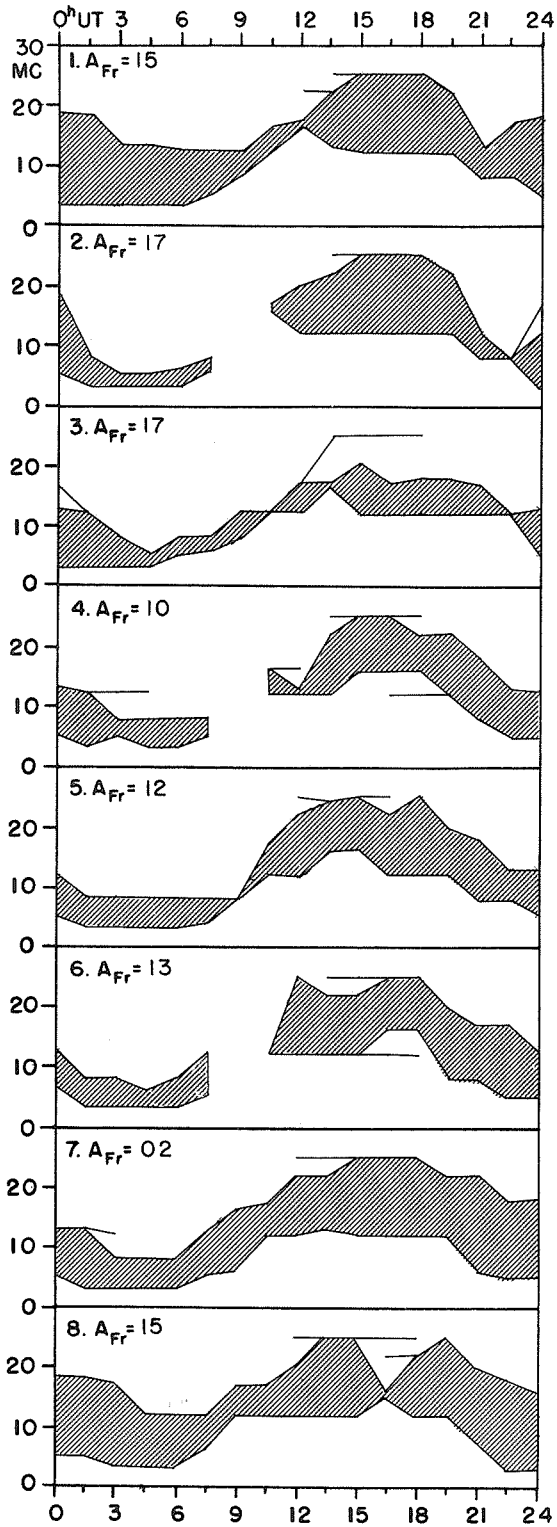 0ʰUT 3 6 9 12 15 18 21 24
30
MC
1. A_Fr = 15
20
10
0
2. A_Fr = 17
20
10
0
3. A_Fr = 17
20
10
0
4. A_Fr = 10
20
10
0
5. A_Fr = 12
20
10
0
6. A_Fr = 13
20
10
0
7. A_Fr = 02
20
10
0
8. A_Fr = 15
20
10
0
0 3 6 9 12 15 18 21 24